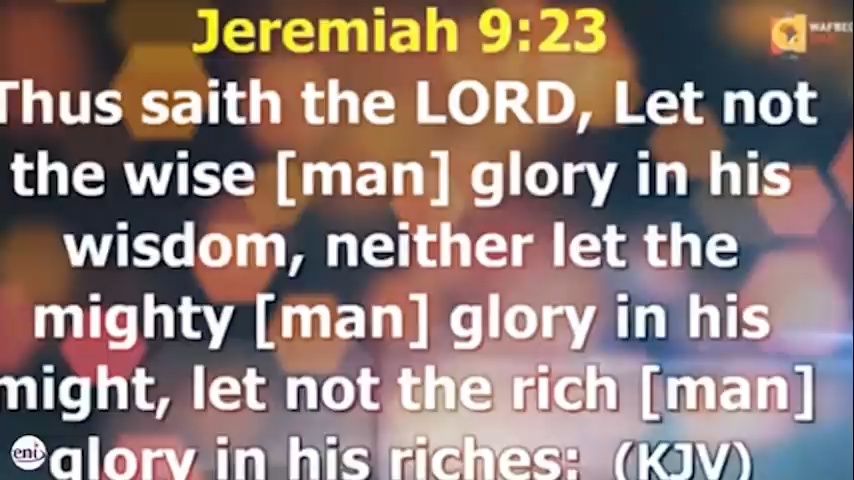 Jeremiah 9:23
Thus saith the LORD, Let not
the wise [man] glory in his
wisdom, neither let the
mighty [man] glory in his
might, let not the rich [man]
glory in his riches: (KJV)
eni